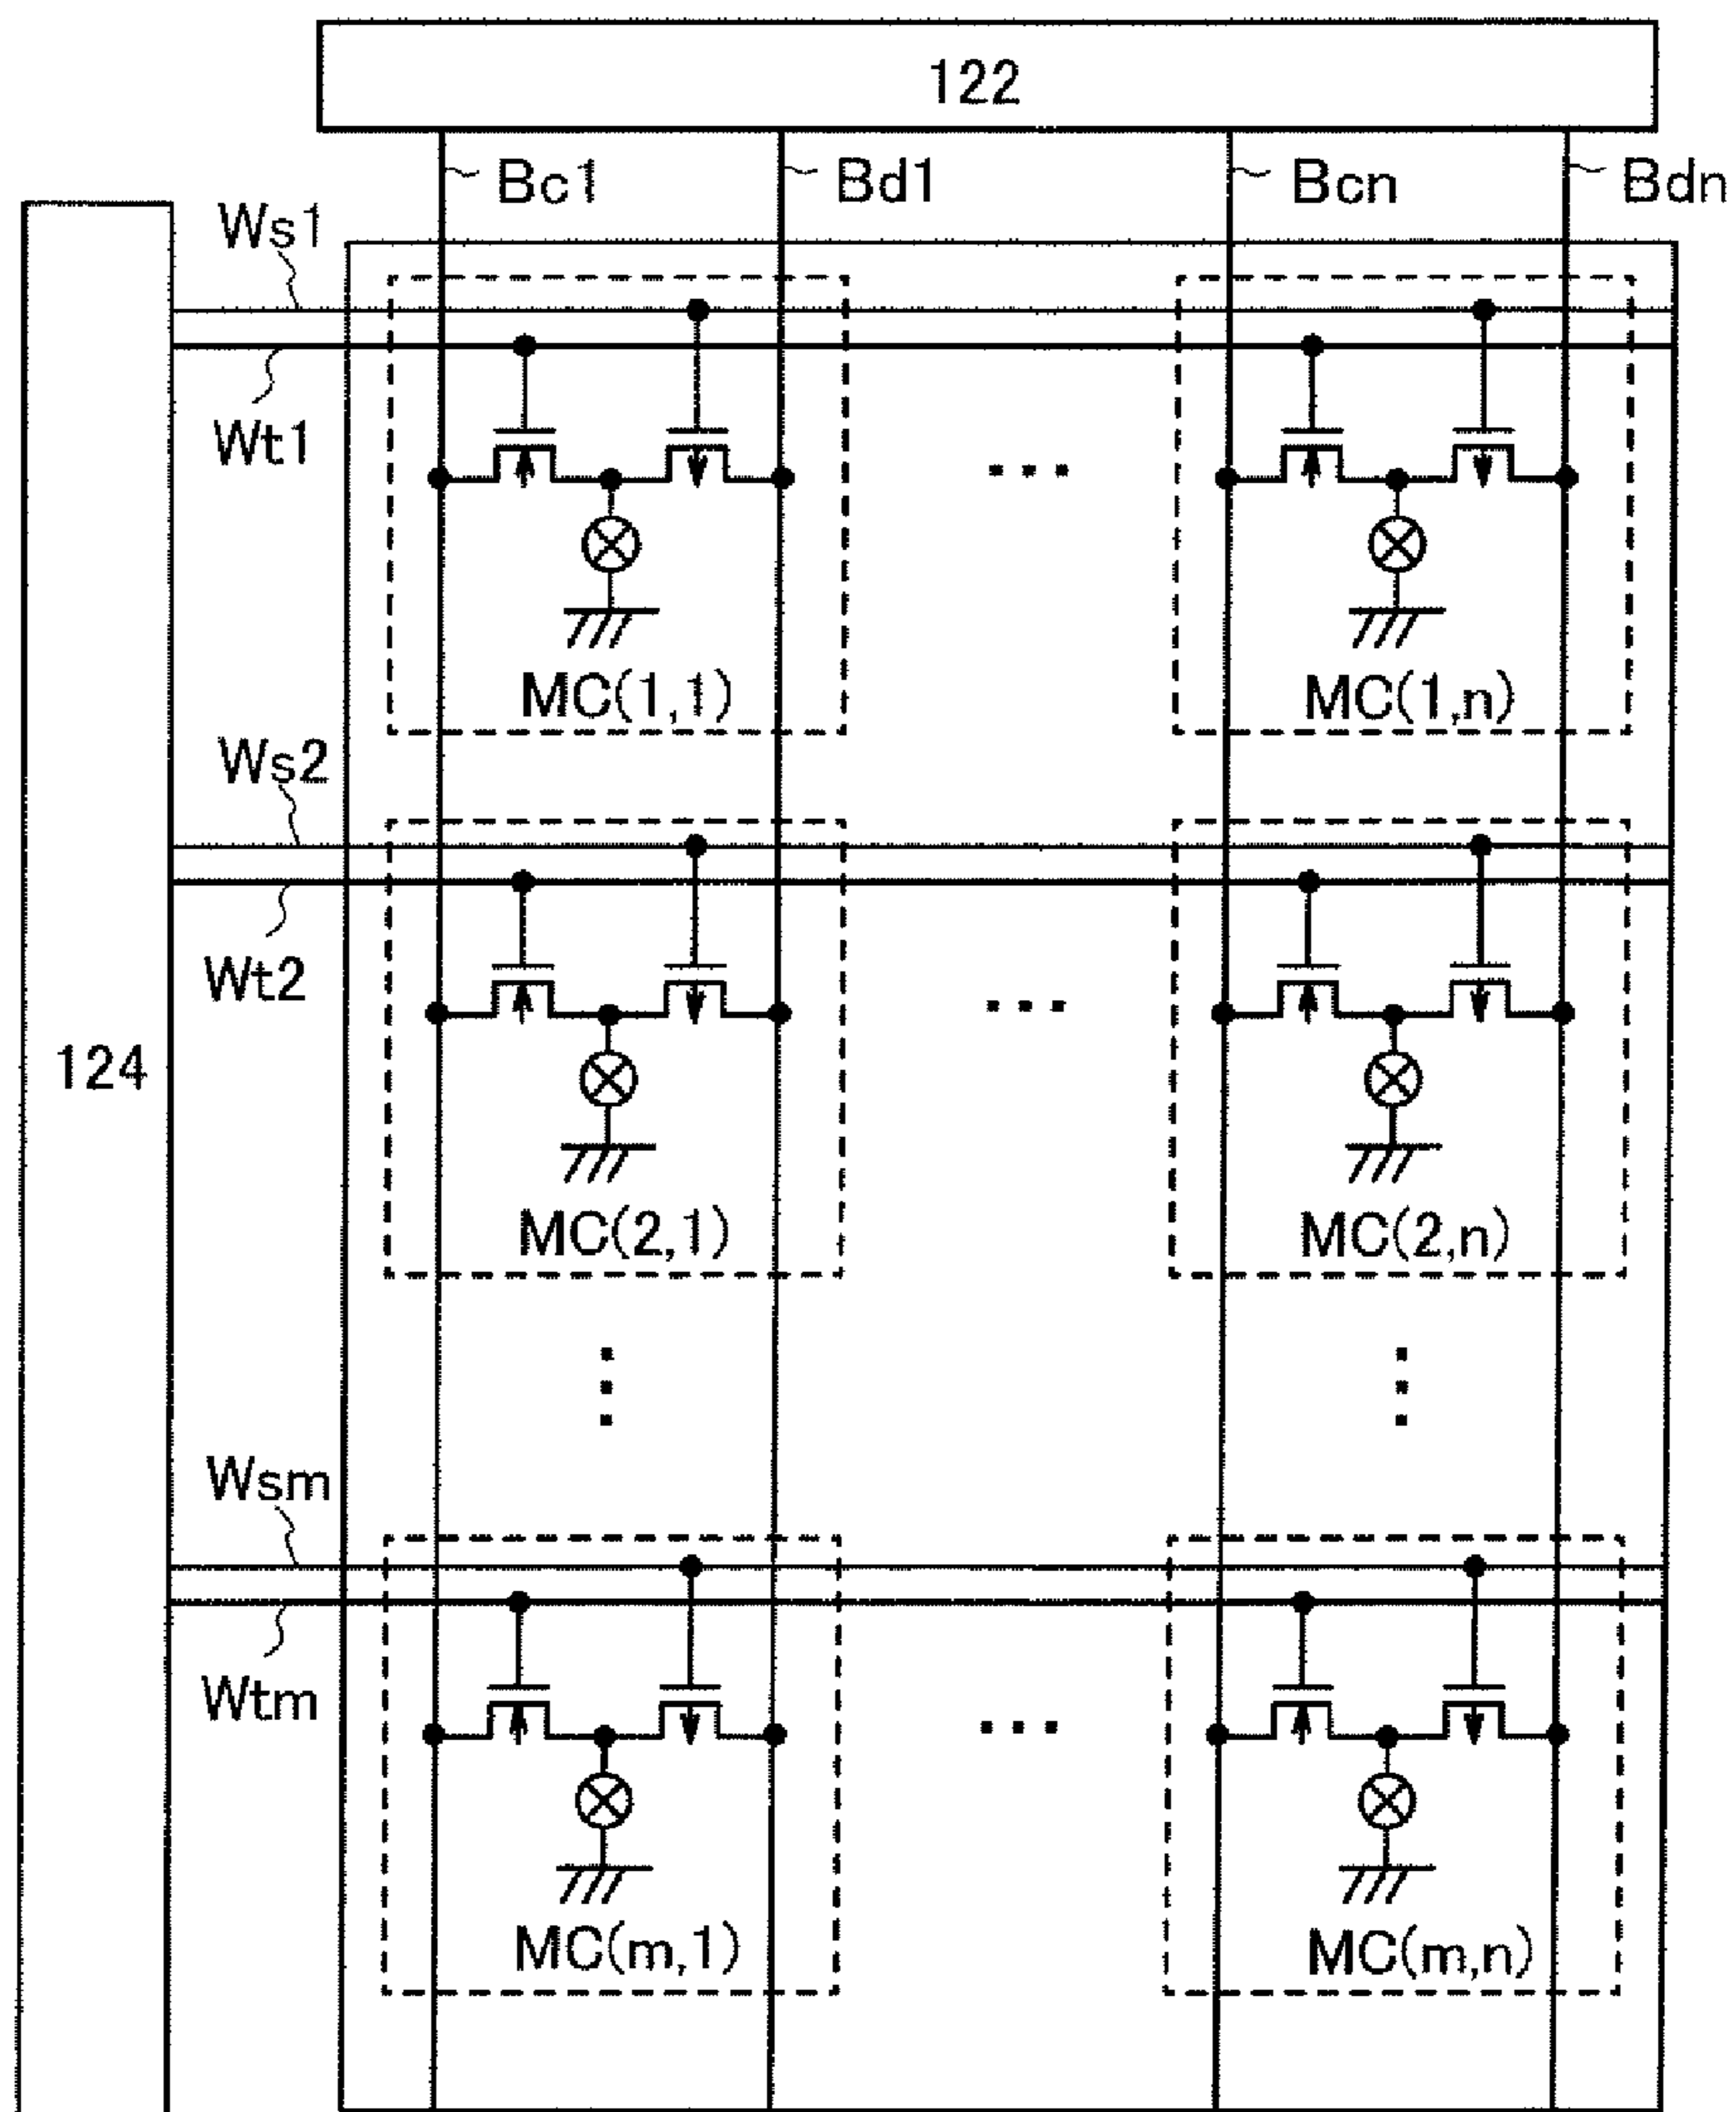 122
Bc1 Bd1 Bcn Bdn
Ws1
Wt1
MC(1,1) MC(1,n)
Ws2
Wt2
124
MC(2,1) MC(2,n)
Wsm
Wtm
MC(m,1) MC(m,n)